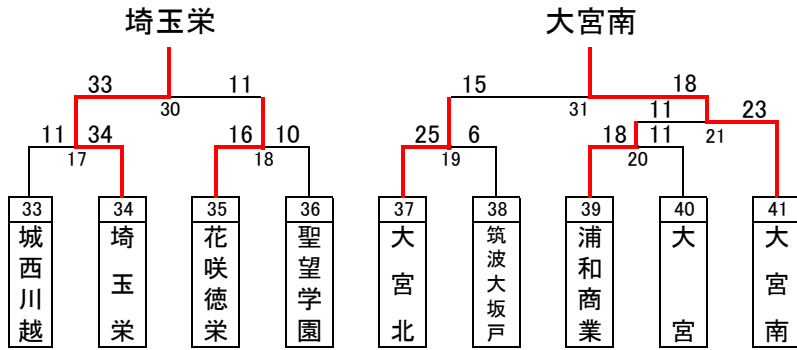 埼玉栄 大宮南
33 11 15 18
30 31 11 23
11 34 16 10 25 6 18 11 21
17 18 19 20
33 34 35 36 37 38 39 40 41
城西川越
埼玉栄
花咲徳栄
聖望学園
大宮北
筑波大坂戸
浦和商業
大宮
大宮南